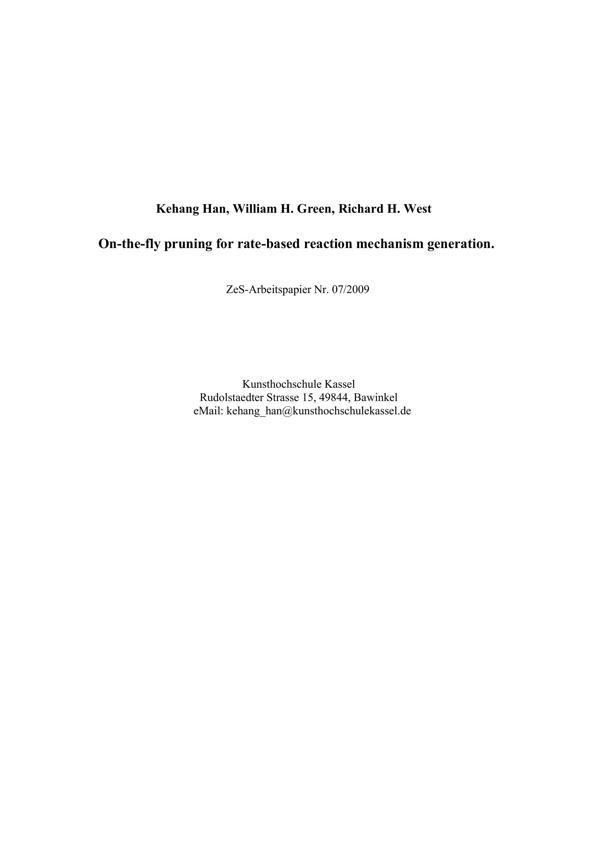 Kehang Han, William H. Green, Richard H. West
On-the-fly pruning for rate-based reaction mechanism generation.
ZeS-Arbeitspapier Nr. 07/2009
Kunsthochschule Kassel
Rudolstaedter Strasse 15, 49844, Bawinkel
eMail: kehang_han@kunsthochschulekassel.de